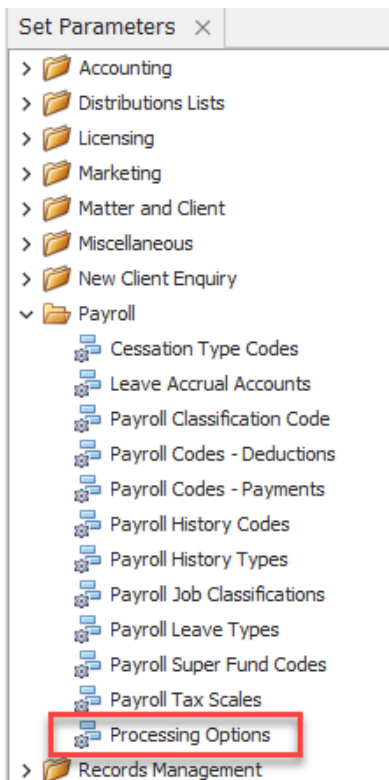 Set Parameters
Accounting
Distributions Lists
Licensing
Marketing
Matter and Client
Miscellaneous
New Client Enquiry
Payroll
Cessation Type Codes
Leave Accrual Accounts
Payroll Classification Code
Payroll Codes - Deductions
Payroll Codes - Payments
Payroll History Codes
Payroll History Types
Payroll Job Classifications
Payroll Leave Types
Payroll Super Fund Codes
Payroll Tax Scales
Processing Options
Records Management